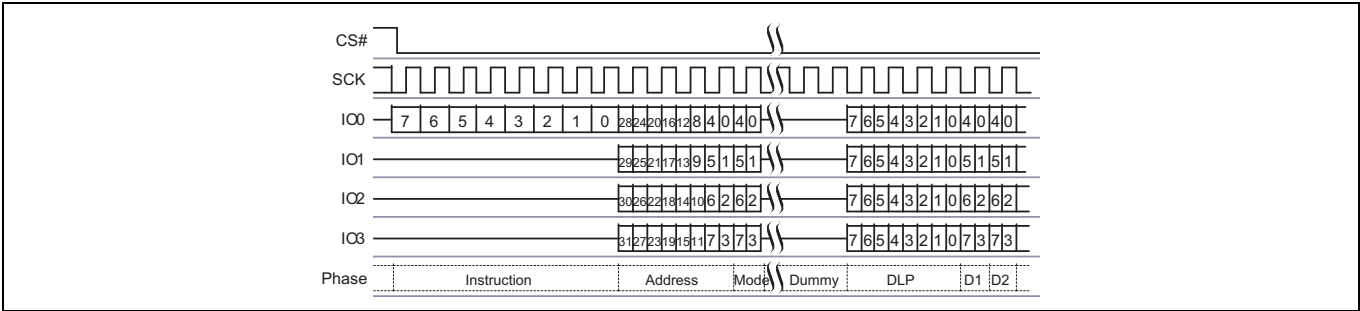 CS#
SCK
IO0 7 6 5 4 3 2 1 0 28 24 20 16 12 8 4 0 4 0 7 6 5 4 3 2 1 0 4 0 4 0
IO1 29 25 21 17 13 9 5 1 5 1 7 6 5 4 3 2 1 0 5 1 5 1
IO2 30 26 22 18 14 10 6 2 6 2 7 6 5 4 3 2 1 0 6 2 6 2
IO3 31 27 23 19 15 11 7 3 7 3 7 6 5 4 3 2 1 0 7 3 7 3
Phase Instruction Address Mode Dummy DLP D1 D2